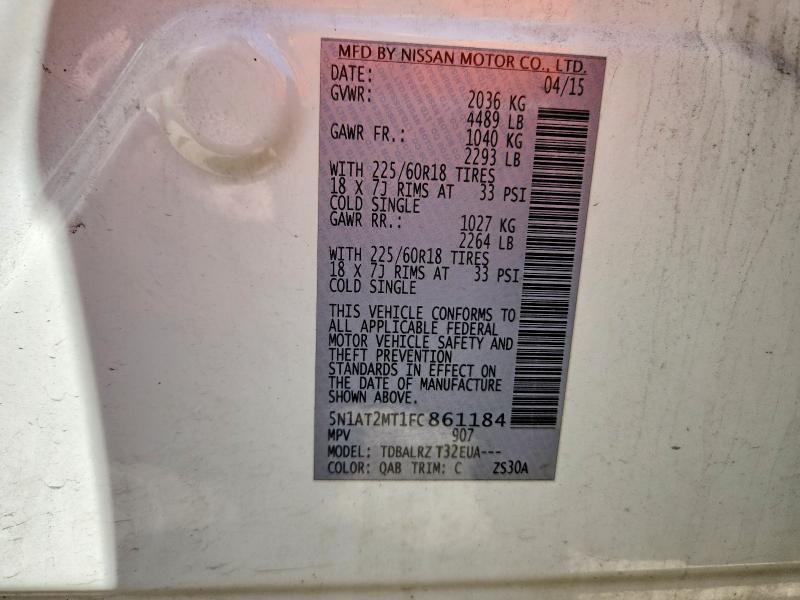 MFD BY NISSAN MOTOR CO., LTD.
DATE: 04/15
GVWR: 2036 KG
4489 LB
GAWR FR.: 1040 KG
2293 LB
WITH 225/60R18 TIRES
18 X 7J RIMS AT 33 PSI
COLD SINGLE
GAWR RR.: 1027 KG
2264 LB
WITH 225/60R18 TIRES
18 X 7J RIMS AT 33 PSI
COLD SINGLE
THIS VEHICLE CONFORMS TO
ALL APPLICABLE FEDERAL
MOTOR VEHICLE SAFETY AND
THEFT PREVENTION
STANDARDS IN EFFECT ON
THE DATE OF MANUFACTURE
SHOWN ABOVE.
5N1AT2MT1FC861184
MPV 907
MODEL: TDBALRZ T32EUA---
COLOR: QAB TRIM: C ZS30A